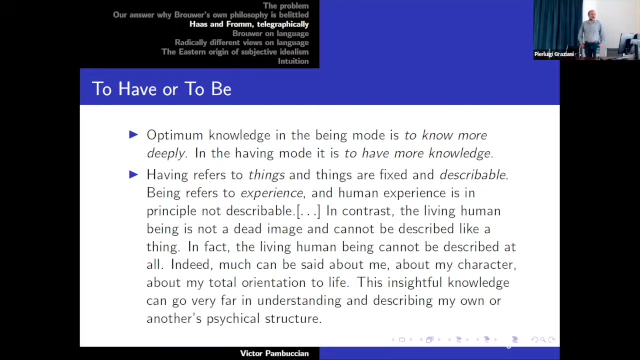 The problem
Our answer why Brouwer's own philosophy is belittled
Haas and Fromm, telegraphically
Brouwer on language
Radically different views on language
The Eastern origin of subjective idealism
Intuition
Pierluigi Graziani
To Have or To Be
Optimum knowledge in the being mode is to know more
deeply. In the having mode it is to have more knowledge.
Having refers to things and things are fixed and describable.
Being refers to experience, and human experience is in
principle not describable.[...] In contrast, the living human
being is not a dead image and cannot be described like a
thing. In fact, the living human being cannot be described at
all. Indeed, much can be said about me, about my character,
about my total orientation to life. This insightful knowledge
can go very far in understanding and describing my own or
another's psychical structure.
Victor Pambuccian